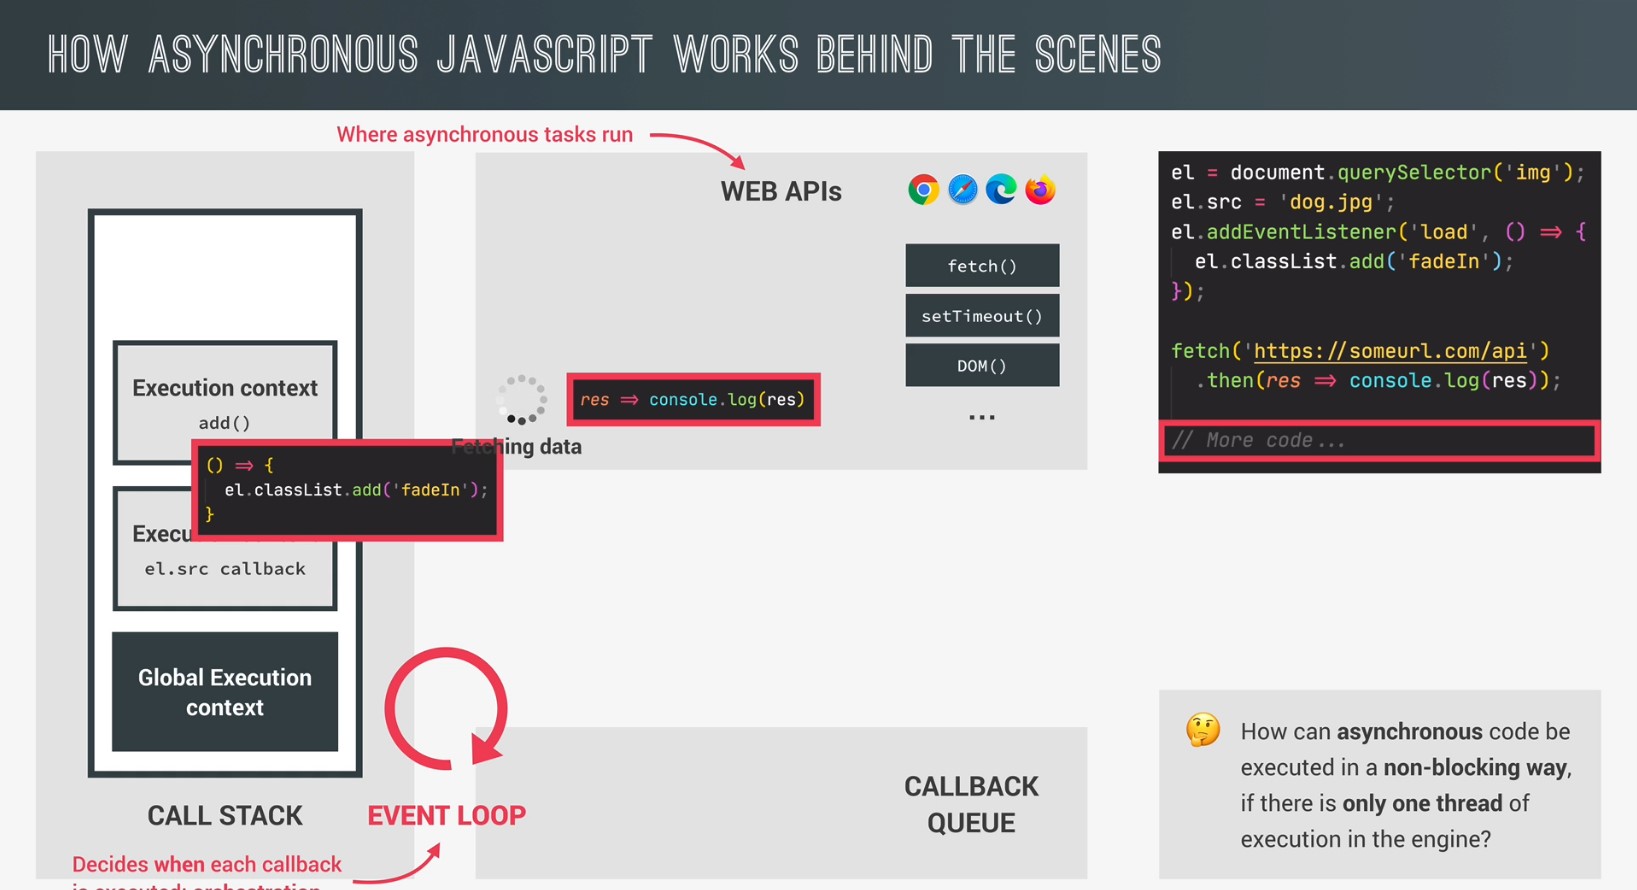 HOW ASYNCHRONOUS JAVASCRIPT WORKS BEHIND THE SCENES
Where asynchronous tasks run
WEB APIs
fetch()
setTimeout()
DOM()
...
res => console.log(res)
Fetching data
Execution context
add()
() => {
el.classList.add('fadeIn');
}
Execu
el.src callback
Global Execution
context
CALL STACK
EVENT LOOP
Decides when each callback
is executed: orchestration
CALLBACK
QUEUE
el = document.querySelector('img');
el.src = 'dog.jpg';
el.addEventListener('load', () => {
el.classList.add('fadeIn');
});
fetch('https://someurl.com/api')
.then(res => console.log(res));
// More code...
How can asynchronous code be
executed in a non-blocking way,
if there is only one thread of
execution in the engine?